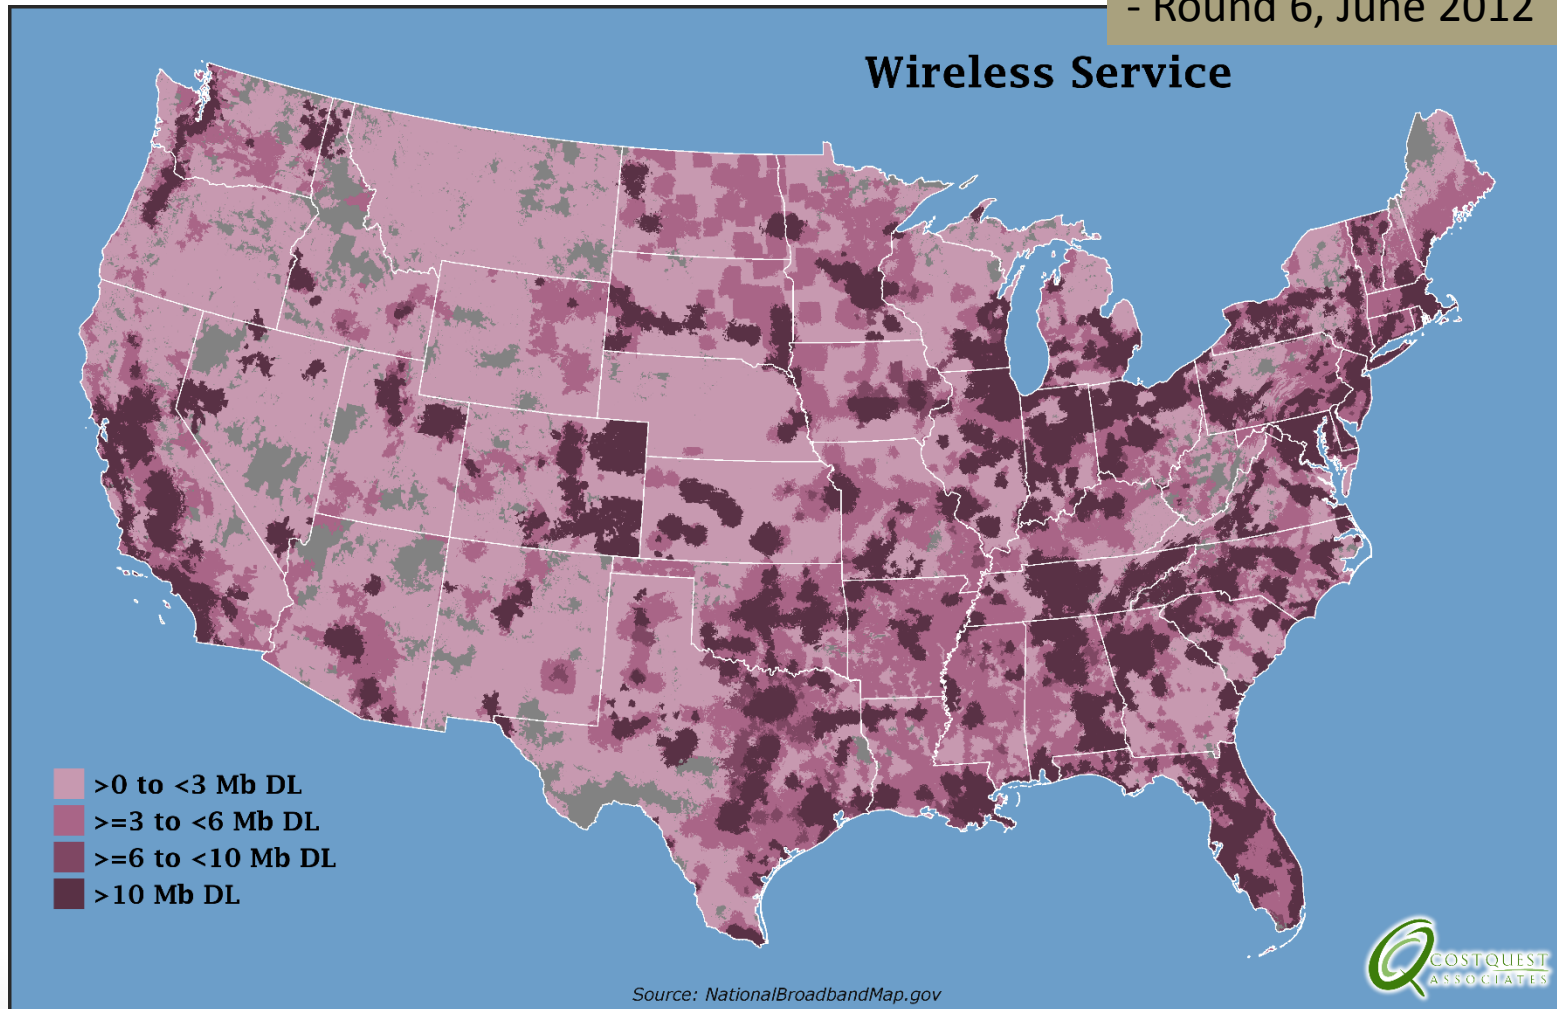 - Round 6, June 2012
Wireless Service
>0 to <3 Mb DL
>=3 to <6 Mb DL
>=6 to <10 Mb DL
>10 Mb DL
COSTQUEST
ASSOCIATES
Source: NationalBroadbandMap.gov